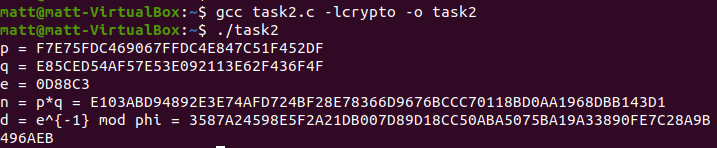 matt@matt-VirtualBox:~$ gcc task2.c -lcrypto -o task2
matt@matt-VirtualBox:~$ ./task2
p = F7E75FDC469067FFDC4E847C51F452DF
q = E85CED54AF57E53E092113E62F436F4F
e = 0D88C3
n = p*q = E103ABD94892E3E74AFD724BF28E78366D9676BCCC70118BD0AA1968DBB143D1
d = e^{-1} mod phi = 3587A24598E5F2A21DB007D89D18CC50ABA5075BA19A33890FE7C28A9B
496AEB